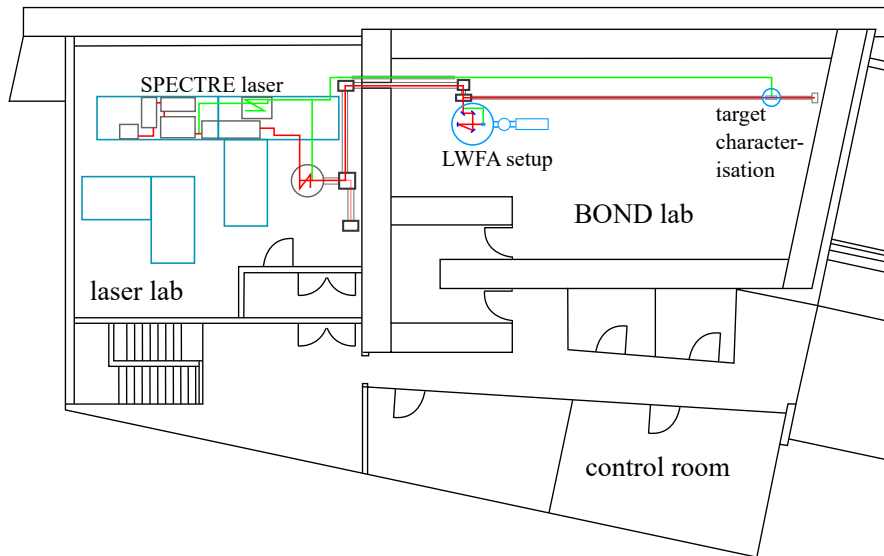 SPECTRE laser
LWFA setup
target
character-
isation
BOND lab
laser lab
control room